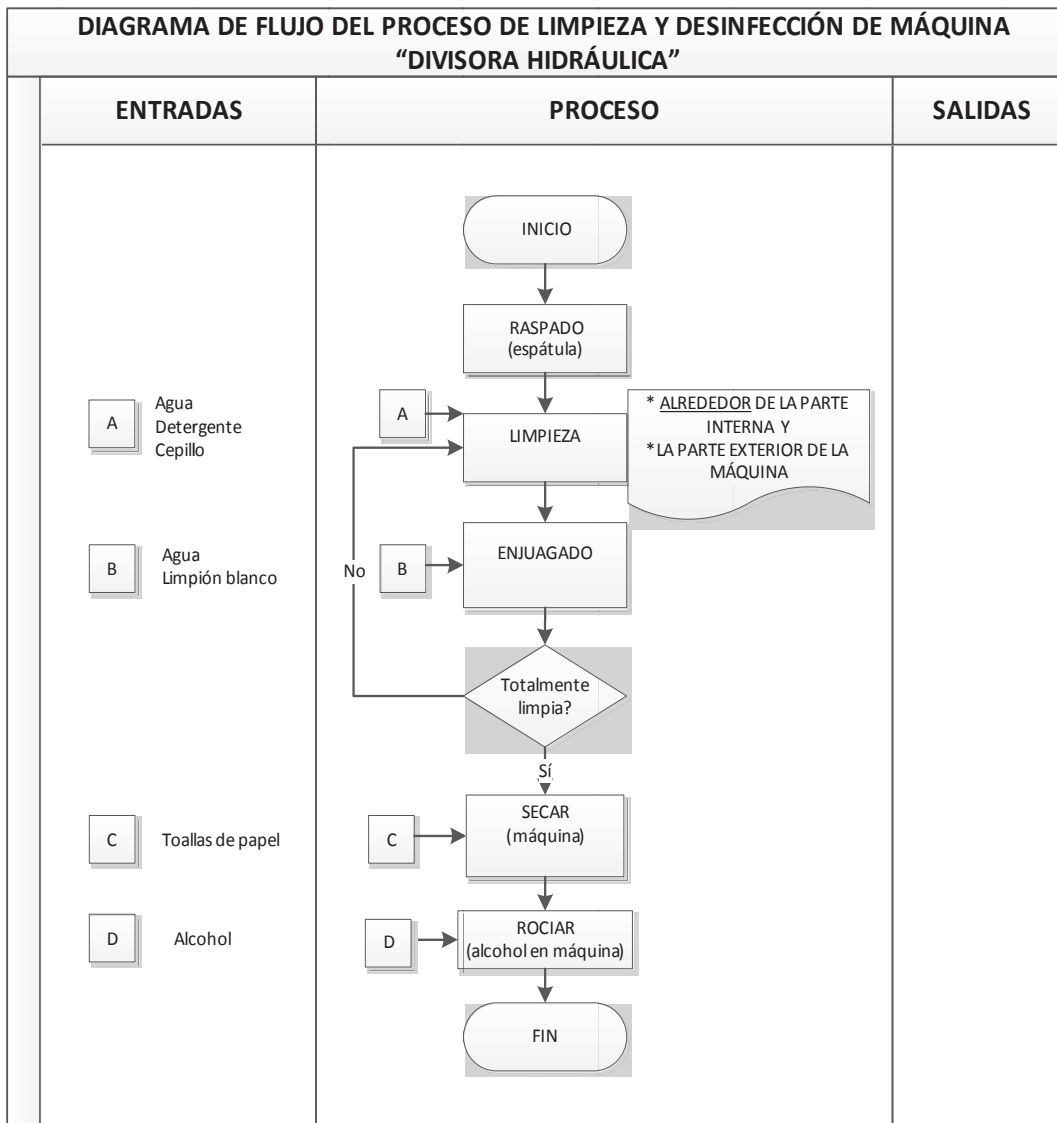 DIAGRAMA DE FLUJO DEL PROCESO DE LIMPIEZA Y DESINFECCIÓN DE MÁQUINA
“DIVISORA HIDRÁULICA”
ENTRADAS
PROCESO
SALIDAS
INICIO
RASPADO
(espátula)
A
Agua
Detergente
Cepillo
A
LIMPIEZA
* ALREDEDOR DE LA PARTE
INTERNA Y
*LA PARTE EXTERIOR DE LA
MÁQUINA
B
Agua
Limpión blanco
No
B
ENJUAGADO
Totalmente
limpia?
Sí
C
Toallas de papel
C
SECAR
(máquina)
D
Alcohol
D
ROCIAR
(alcohol en máquina)
FIN